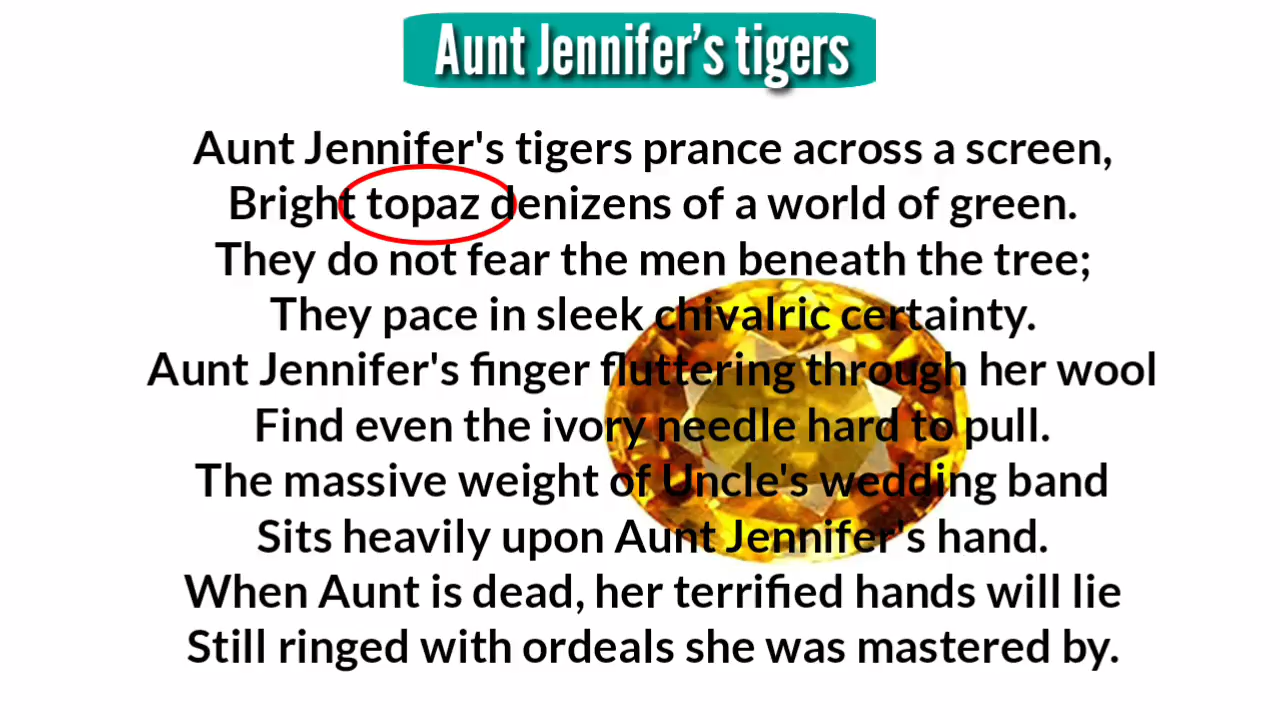 Aunt Jennifer's tigers
Aunt Jennifer's tigers prance across a screen,
Bright topaz denizens of a world of green.
They do not fear the men beneath the tree;
They pace in sleek chivalric certainty.
Aunt Jennifer's finger fluttering through her wool
Find even the ivory needle hard to pull.
The massive weight of Uncle's wedding band
Sits heavily upon Aunt Jennifer's hand.
When Aunt is dead, her terrified hands will lie
Still ringed with ordeals she was mastered by.